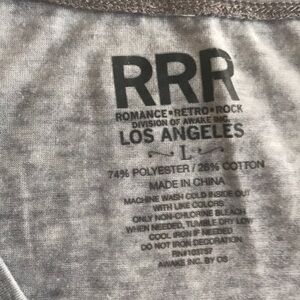 RRR
ROMANCE•RETRO•ROCK
DIVISION OF AWAKE INC.
LOS ANGELES
L
74% POLYESTER / 26% COTTON
MADE IN CHINA
MACHINE WASH COLD INSIDE OUT
WITH LIKE COLORS
ONLY NON-CHLORINE BLEACH
WHEN NEEDED, TUMBLE DRY LOW
COOL IRON IF NEEDED
DO NOT IRON DECORATION
AWAKE INC. BY OS